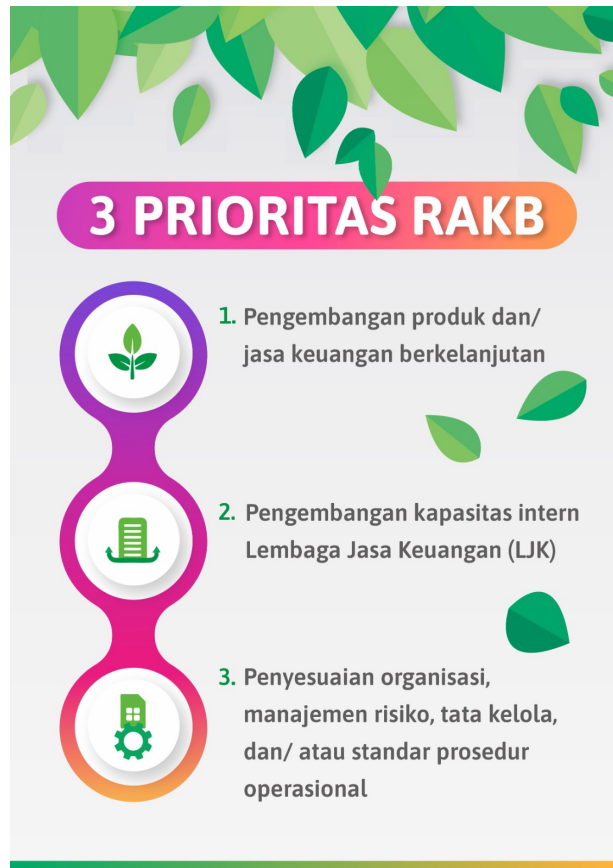 3 PRIORITAS RAKB
1. Pengembangan produk dan/
jasa keuangan berkelanjutan
2. Pengembangan kapasitas intern
Lembaga Jasa Keuangan (LJK)
3. Penyesuaian organisasi,
manajemen risiko, tata kelola,
dan/ atau standar prosedur
operasional